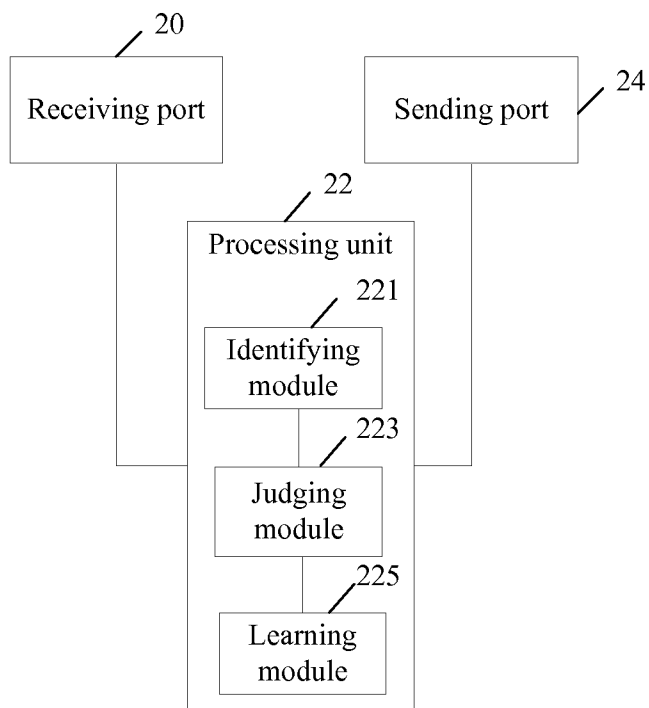 20
Receiving port
24
Sending port
22
Processing unit
221
Identifying
module
223
Judging
module
225
Learning
module